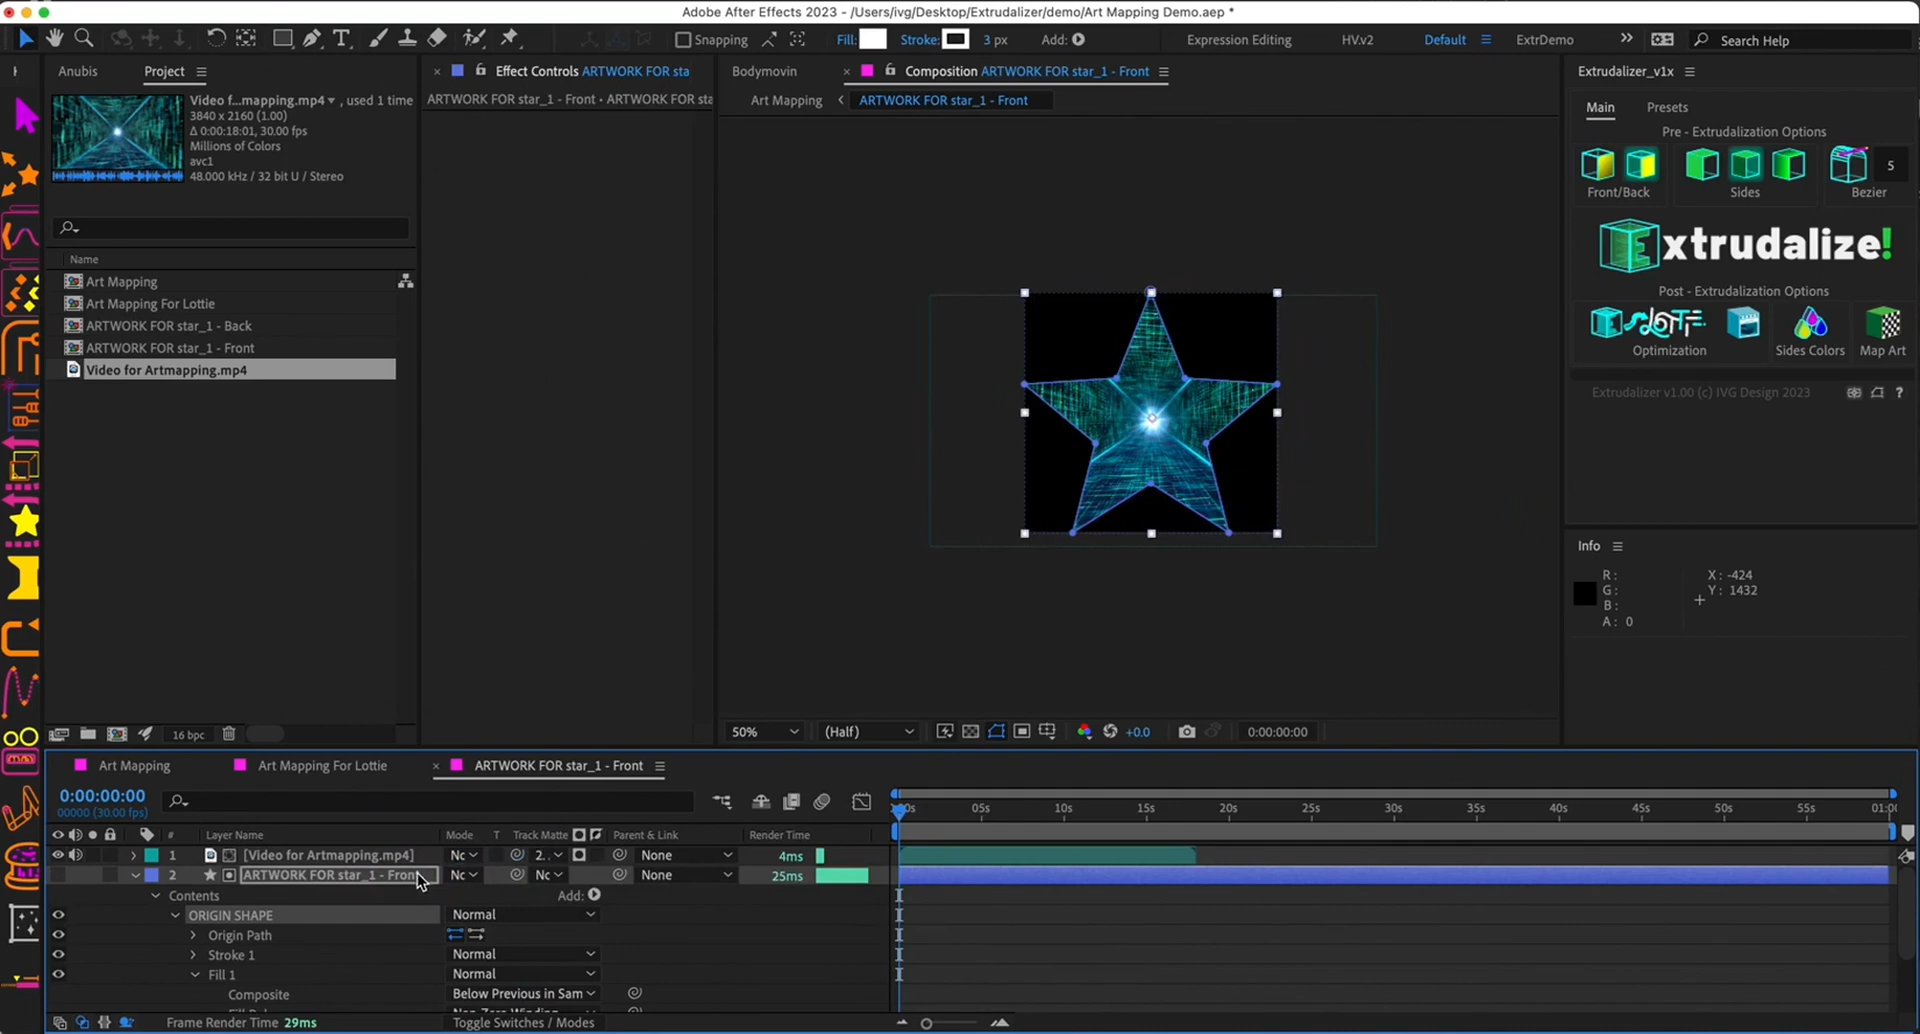 Adobe After Effects 2023 - /Users/ivg/Desktop/Extrudalizer/demo/Art Mapping Demo.aep *
Snapping
Fill:
Stroke:
3 px
Add:
Expression Editing
HV.v2
Default
ExtrDemo
Search Help
Anubis
Project
Effect Controls ARTWORK FOR sta
Bodymovin
Composition ARTWORK FOR star_1 - Front
Extrudalizer_v1x
Video f...mapping.mp4 , used 1 time
3840 x 2160 (1.00)
Δ 0:00:18:01, 30.00 fps
Millions of Colors
avc1
48.000 kHz / 32 bit U / Stereo
ARTWORK FOR star_1 - Front • ARTWORK FOR sta
Art Mapping
ARTWORK FOR star_1 - Front
Main
Presets
Pre - Extrudalization Options
5
Front/Back
Sides
Bezier
Extrudalize!
Post - Extrudalization Options
Optimization
Sides Colors
Map Art
Extrudalizer v1.00 (c) IVG Design 2023
?
Name
Art Mapping
Art Mapping For Lottie
ARTWORK FOR star_1 - Back
ARTWORK FOR star_1 - Front
Video for Artmapping.mp4
Info
R :
G :
B :
A : 0
X : -424
Y : 1432
16 bpc
50%
(Half)
+0.0
0:00:00:00
Art Mapping
Art Mapping For Lottie
ARTWORK FOR star_1 - Front
0:00:00:00
00000 (30.00 fps)
05s
10s
15s
20s
25s
30s
35s
40s
45s
50s
55s
#
Layer Name
Mode
T
Track Matte
Parent & Link
Render Time
1
[Video for Artmapping.mp4]
None
4ms
2
ARTWORK FOR star_1 - Front
None
25ms
Contents
Add:
ORIGIN SHAPE
Normal
Origin Path
Stroke 1
Normal
Fill 1
Normal
Composite
Below Previous in Sam
Frame Render Time 29ms
Toggle Switches / Modes